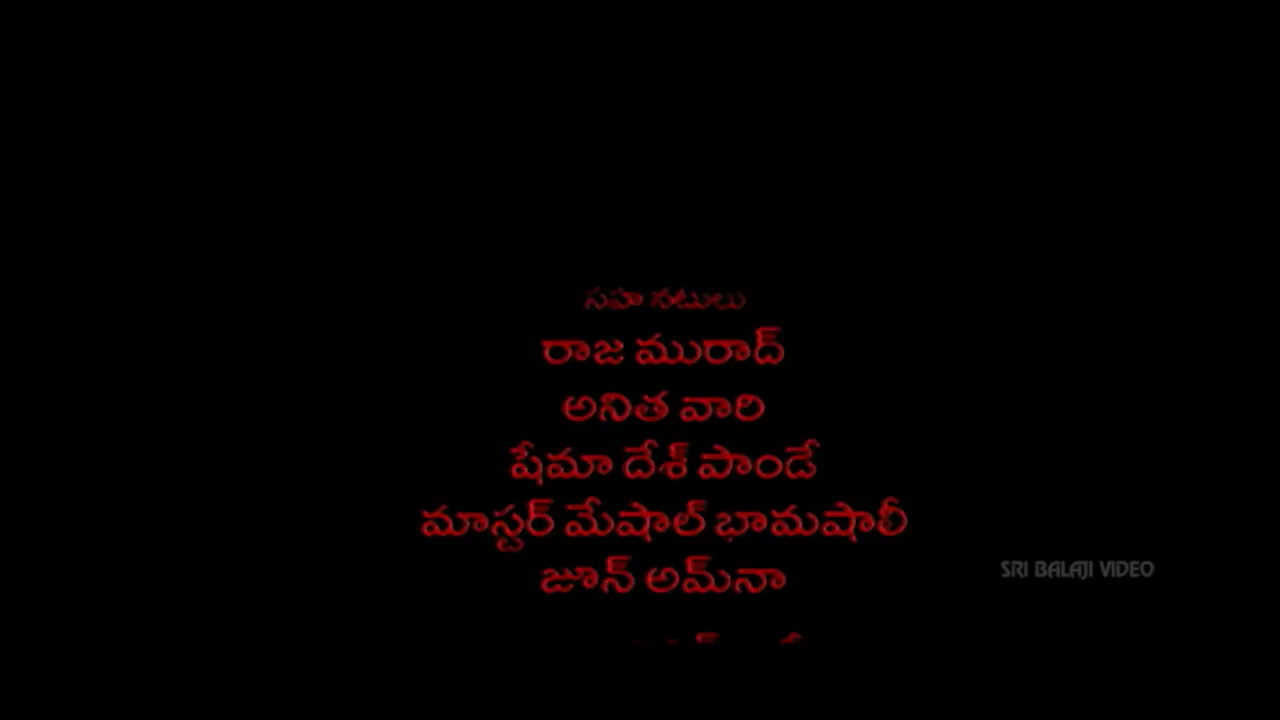 సహ నటులు
రాజ మురాద్
అనిత వారి
షేమా దేశ్ పాండే
మాస్టర్ మేషాల్ భామషాలీ
జూన్ అమ్‌నా
SRI BALAJI VIDEO